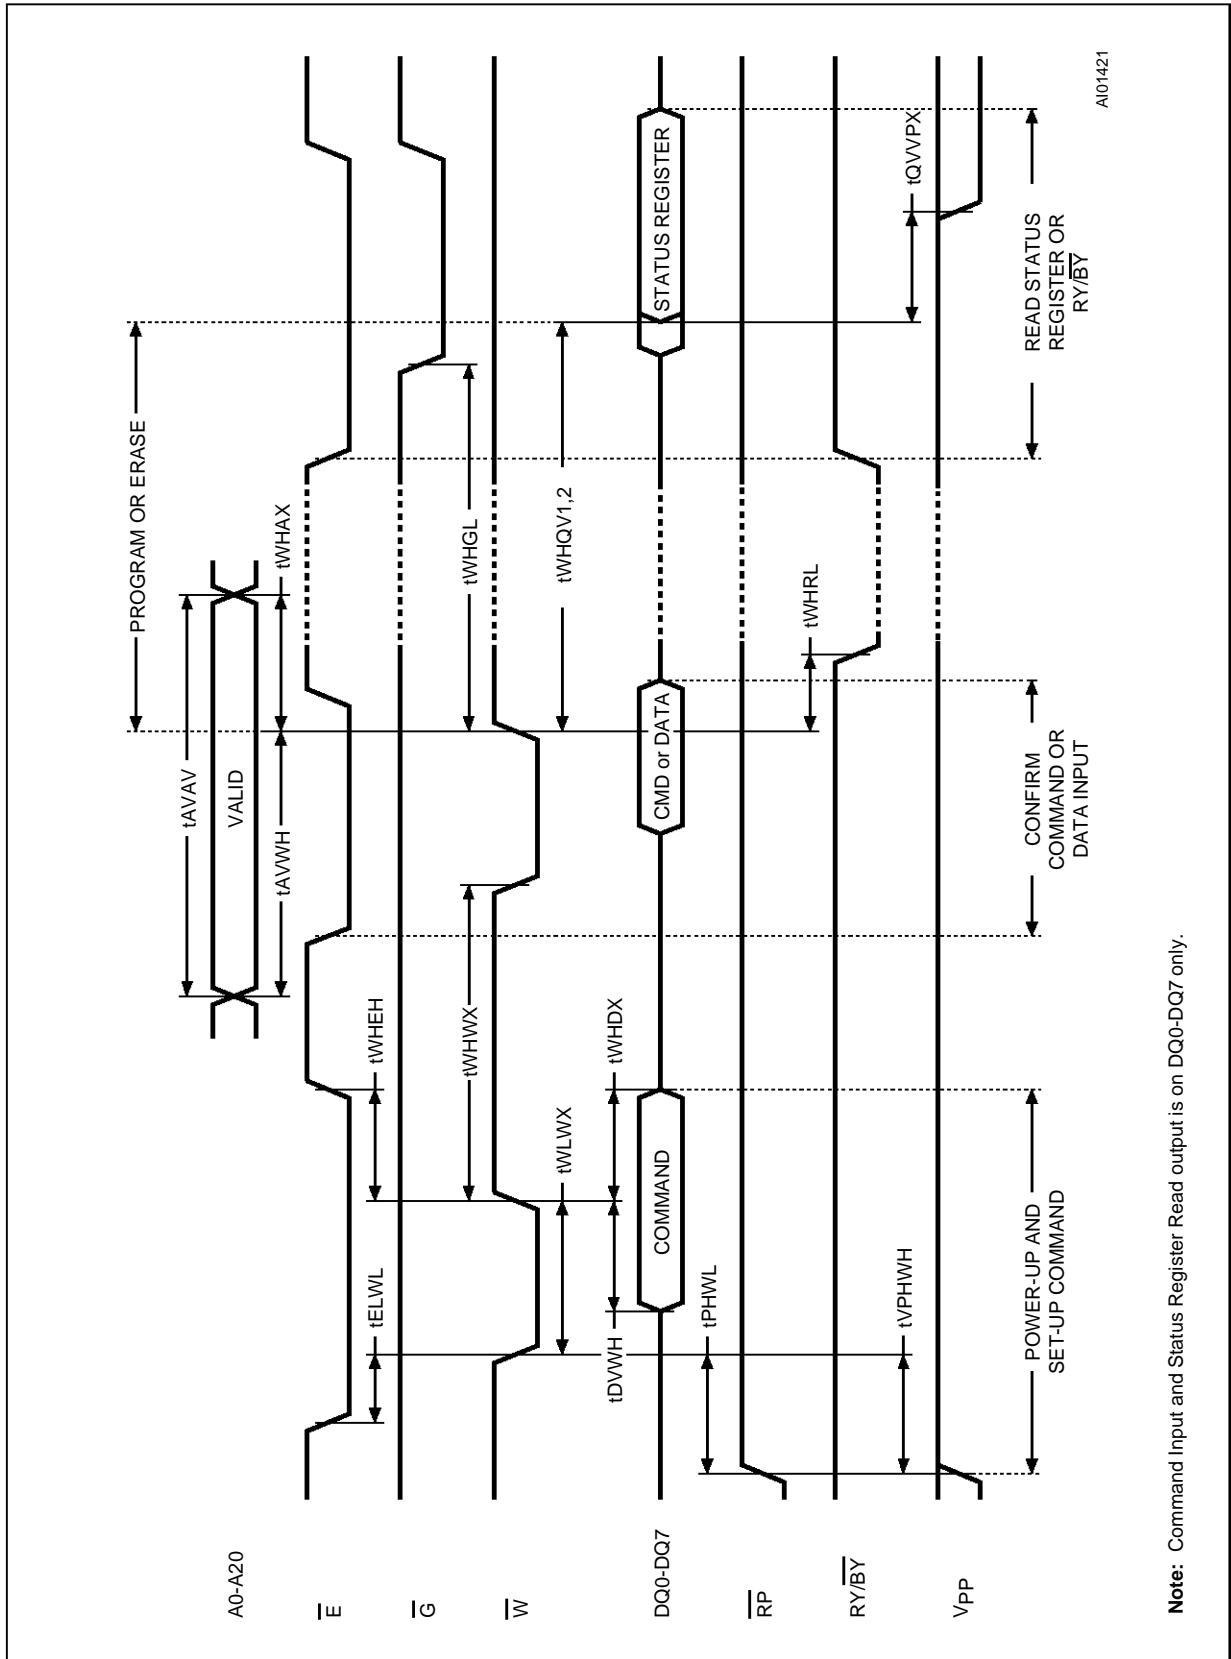 PROGRAM OR ERASE
tAVAV
A0-A20
VALID
tAVWH
tWHAX
E
tELWL
tWHEH
G
tWHWX
tWHGL
W
tWLWX
tWHQV1,2
tDVWH
tWHDX
DQ0-DQ7
COMMAND
CMD or DATA
STATUS REGISTER
tPHWL
RP
tWHRL
RY/BY
tVPHWH
tQVVPX
VPP
POWER-UP AND
SET-UP COMMAND
CONFIRM
COMMAND OR
DATA INPUT
READ STATUS
REGISTER OR
RY/BY
AI01421
Note: Command Input and Status Register Read output is on DQ0-DQ7 only.